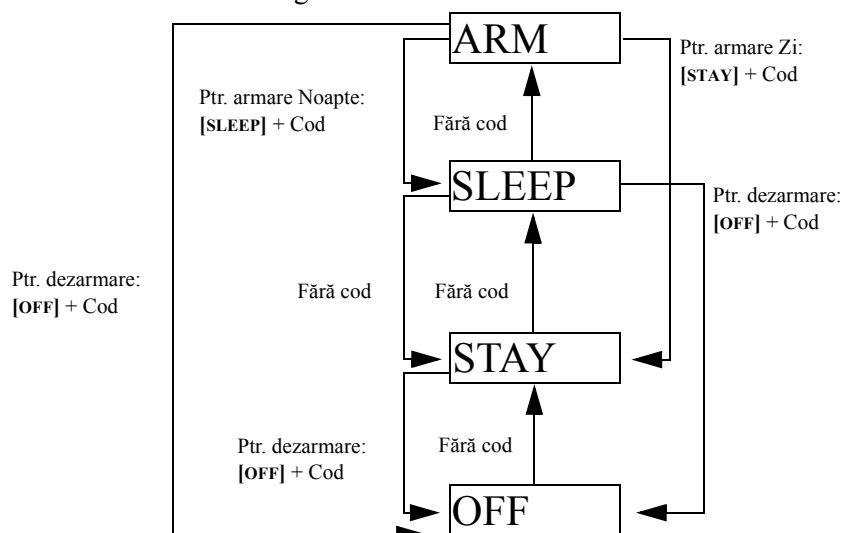 ARM
Ptr. armare Zi:
[STAY] + Cod
Ptr. armare Noapte:
[SLEEP] + Cod
Fără cod
SLEEP
Ptr. dezarmare:
[OFF] + Cod
Ptr. dezarmare:
[OFF] + Cod
Fără cod
Fără cod
STAY
Ptr. dezarmare:
[OFF] + Cod
Fără cod
OFF